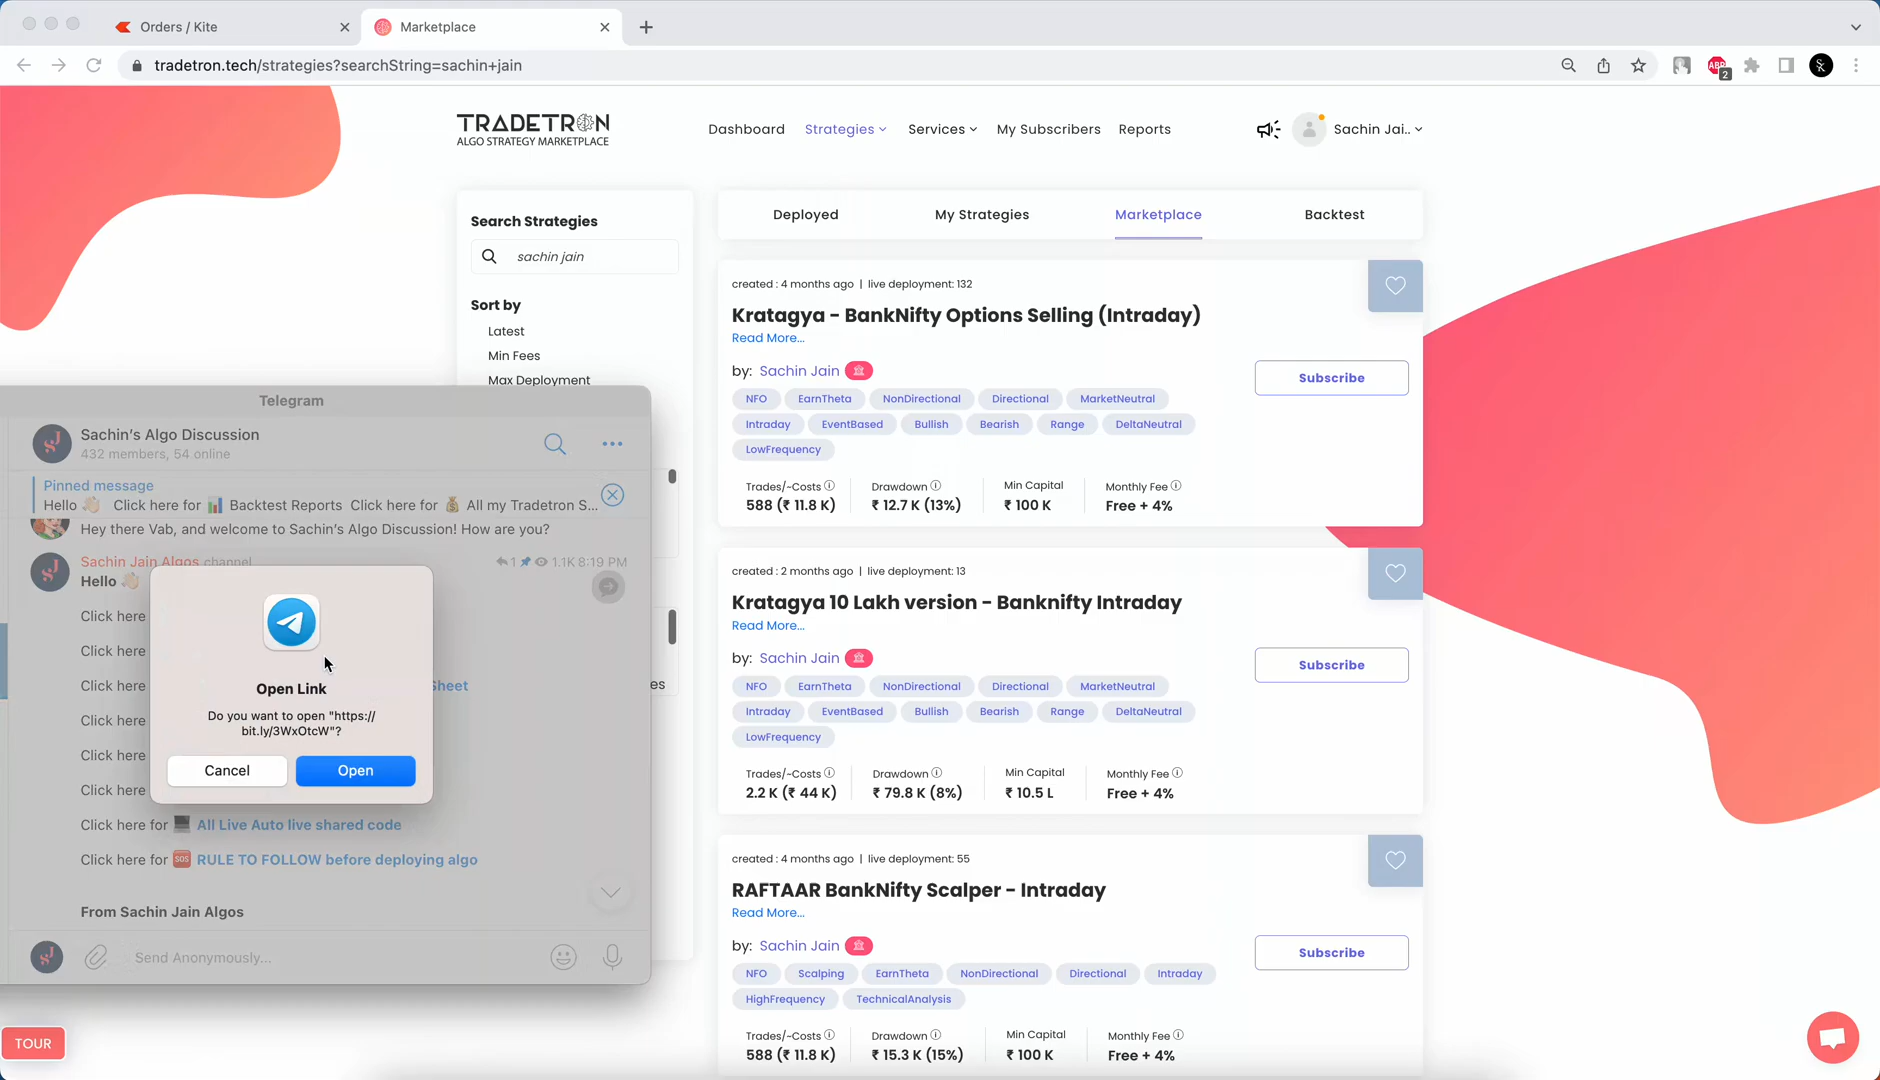 Orders / Kite
Marketplace
tradetron.tech/strategies?searchString=sachin+jain
ABP
2
TRADETRON
ALGO STRATEGY MARKETPLACE
Dashboard
Strategies
Services
My Subscribers
Reports
Sachin Jai..
Search Strategies
sachin jain
Sort by
Latest
Min Fees
Max Deployment
Deployed
My Strategies
Marketplace
Backtest
created : 4 months ago | live deployment: 132
Kratagya - BankNifty Options Selling (Intraday)
Read More...
by: Sachin Jain
Subscribe
NFO EarnTheta NonDirectional Directional MarketNeutral
Intraday EventBased Bullish Bearish Range DeltaNeutral
LowFrequency
Trades/~Costs Drawdown Min Capital Monthly Fee
588 (₹ 11.8 K) ₹ 12.7 K (13%) ₹ 100 K Free + 4%
created : 2 months ago | live deployment: 13
Kratagya 10 Lakh version - Banknifty Intraday
Read More...
by: Sachin Jain
Subscribe
NFO EarnTheta NonDirectional Directional MarketNeutral
Intraday EventBased Bullish Bearish Range DeltaNeutral
LowFrequency
Trades/~Costs Drawdown Min Capital Monthly Fee
2.2 K (₹ 44 K) ₹ 79.8 K (8%) ₹ 10.5 L Free + 4%
created : 4 months ago | live deployment: 55
RAFTAAR BankNifty Scalper - Intraday
Read More...
by: Sachin Jain
Subscribe
NFO Scalping EarnTheta NonDirectional Directional Intraday
HighFrequency TechnicalAnalysis
Trades/~Costs Drawdown Min Capital Monthly Fee
588 (₹ 11.8 K) ₹ 15.3 K (15%) ₹ 100 K Free + 4%
Telegram
Sachin's Algo Discussion
432 members, 54 online
Pinned message
Hello 👋🏻 Click here for 📊 Backtest Reports Click here for 💰 All my Tradetron S...
Hey there Vab, and welcome to Sachin's Algo Discussion! How are you?
Sachin Jain Algos channel
1 1.1K 8:19 PM
Hello 👋🏻
Click here
Click here
Click here Sheet
Click here
Click here
Click here
Click here for 💻 All Live Auto live shared code
Click here for 🆘 RULE TO FOLLOW before deploying algo
From Sachin Jain Algos
Send Anonymously...
es
Open Link
Do you want to open "https://
bit.ly/3WxOtcW"?
Cancel
Open
TOUR